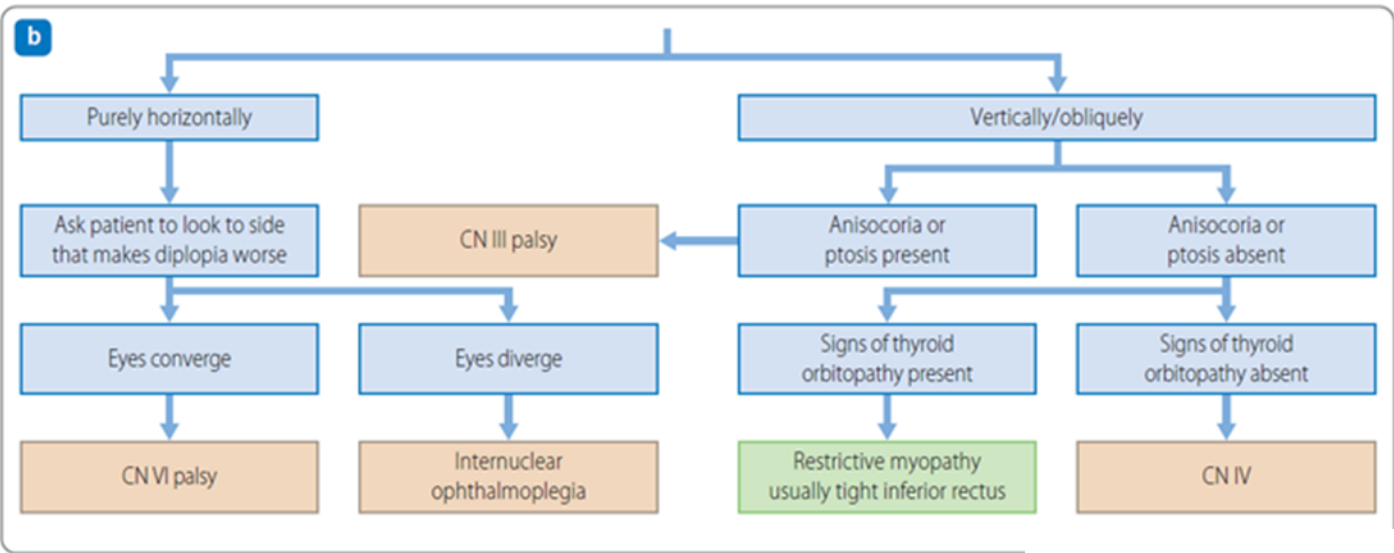 b
Purely horizontally
Vertically/obliquely
Ask patient to look to side
that makes diplopia worse
CN III palsy
Anisocoria or
ptosis present
Anisocoria or
ptosis absent
Eyes converge
Eyes diverge
Signs of thyroid
orbitopathy present
Signs of thyroid
orbitopathy absent
CN VI palsy
Internuclear
ophthalmoplegia
Restrictive myopathy
usually tight inferior rectus
CN IV